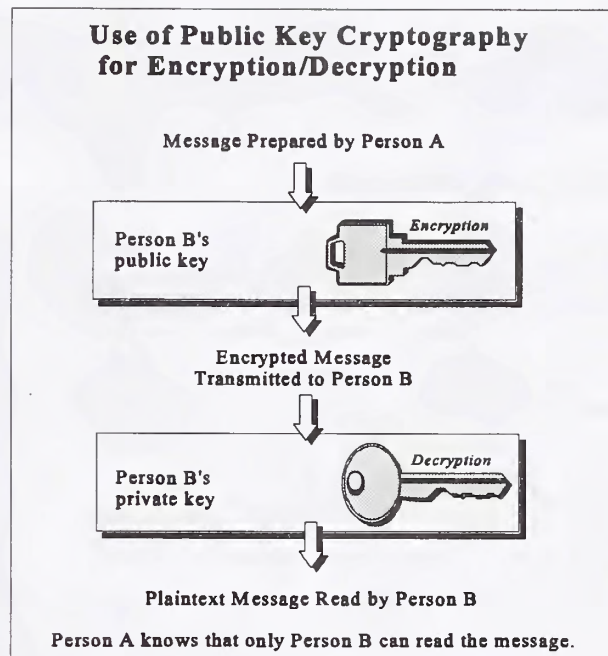 Use of Public Key Cryptography
for Encryption/Decryption
Message Prepared by Person A
Encryption
Person B's
public key
Encrypted Message
Transmitted to Person B
Decryption
Person B's
private key
Plaintext Message Read by Person B
Person A knows that only Person B can read the message.